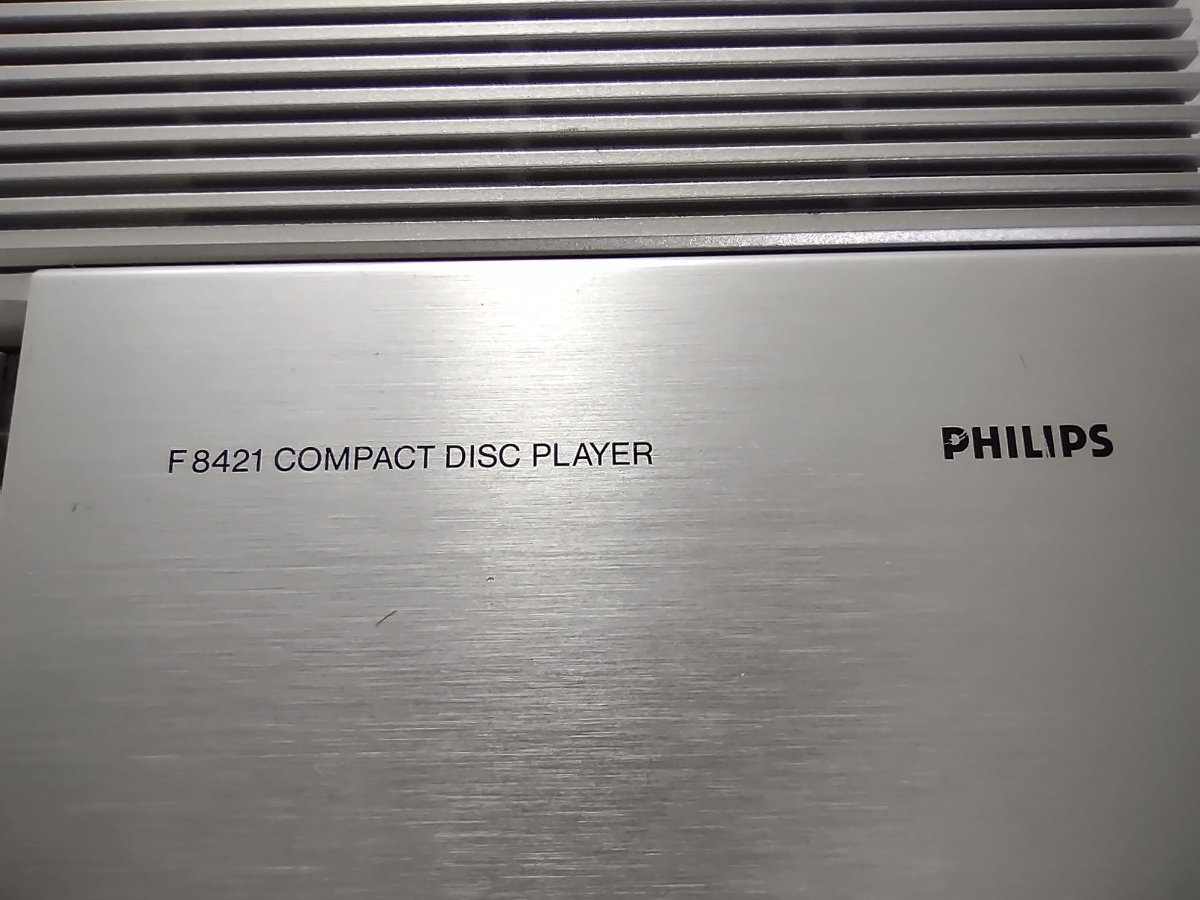 F 8421 COMPACT DISC PLAYER
PHILIPS